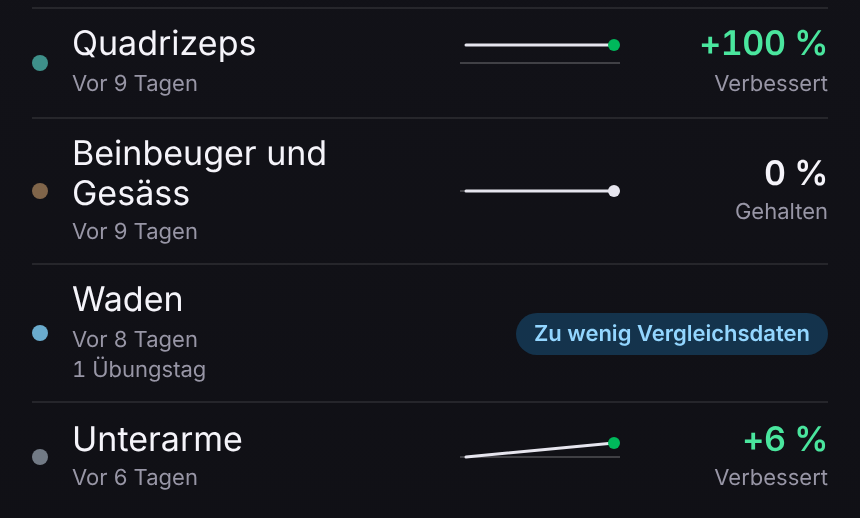 Quadrizeps
Vor 9 Tagen
+100 %
Verbessert
Beinbeuger und
Gesäss
Vor 9 Tagen
0 %
Gehalten
Waden
Vor 8 Tagen
1 Übungstag
Zu wenig Vergleichsdaten
Unterarme
Vor 6 Tagen
+6 %
Verbessert